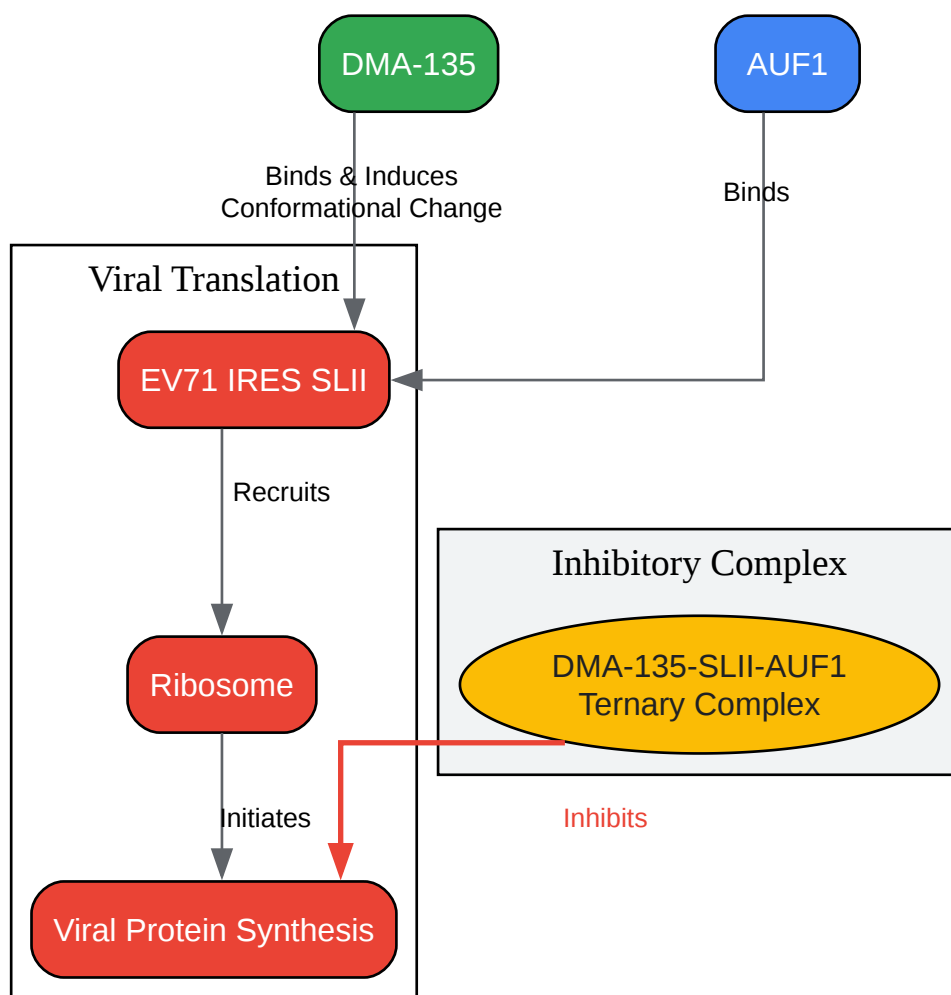 DMA-135
AUF1
Binds & Induces
Conformational Change
Binds
Viral Translation
EV71 IRES SLII
Recruits
Inhibitory Complex
DMA-135-SLII-AUF1
Ternary Complex
Ribosome
Initiates
Inhibits
Viral Protein Synthesis